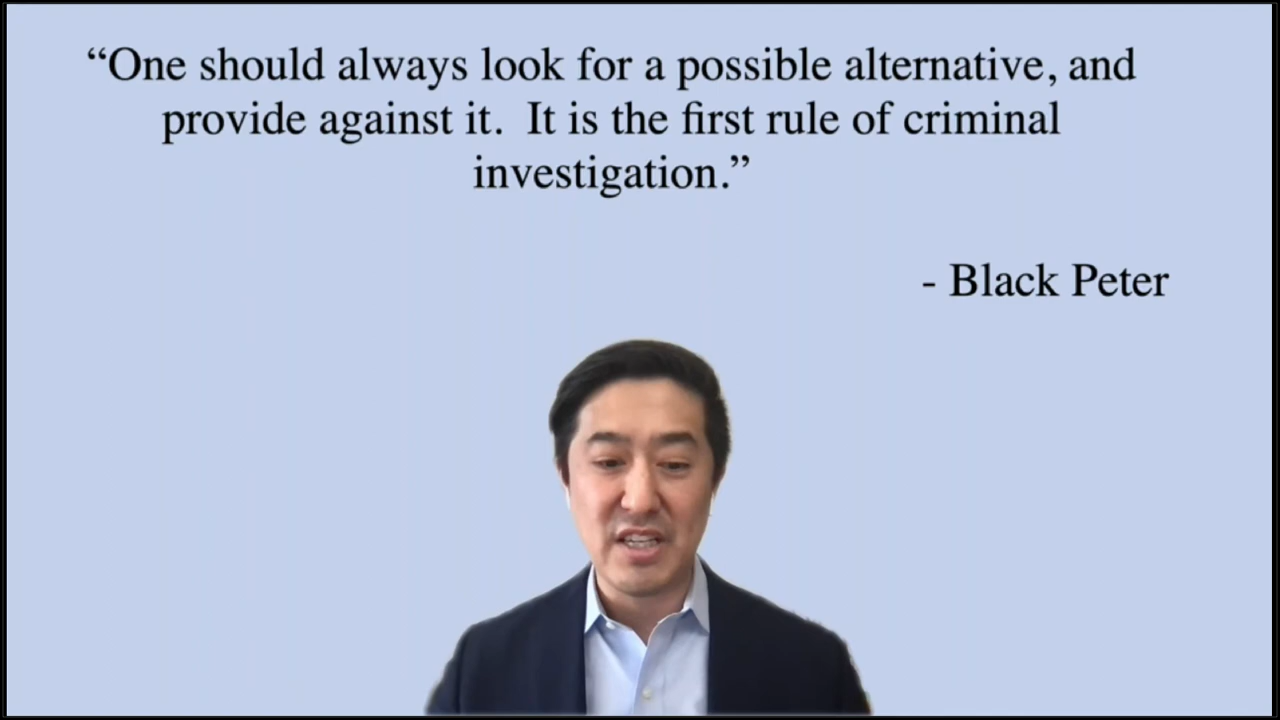 “One should always look for a possible alternative, and
provide against it.  It is the first rule of criminal
investigation.”
- Black Peter